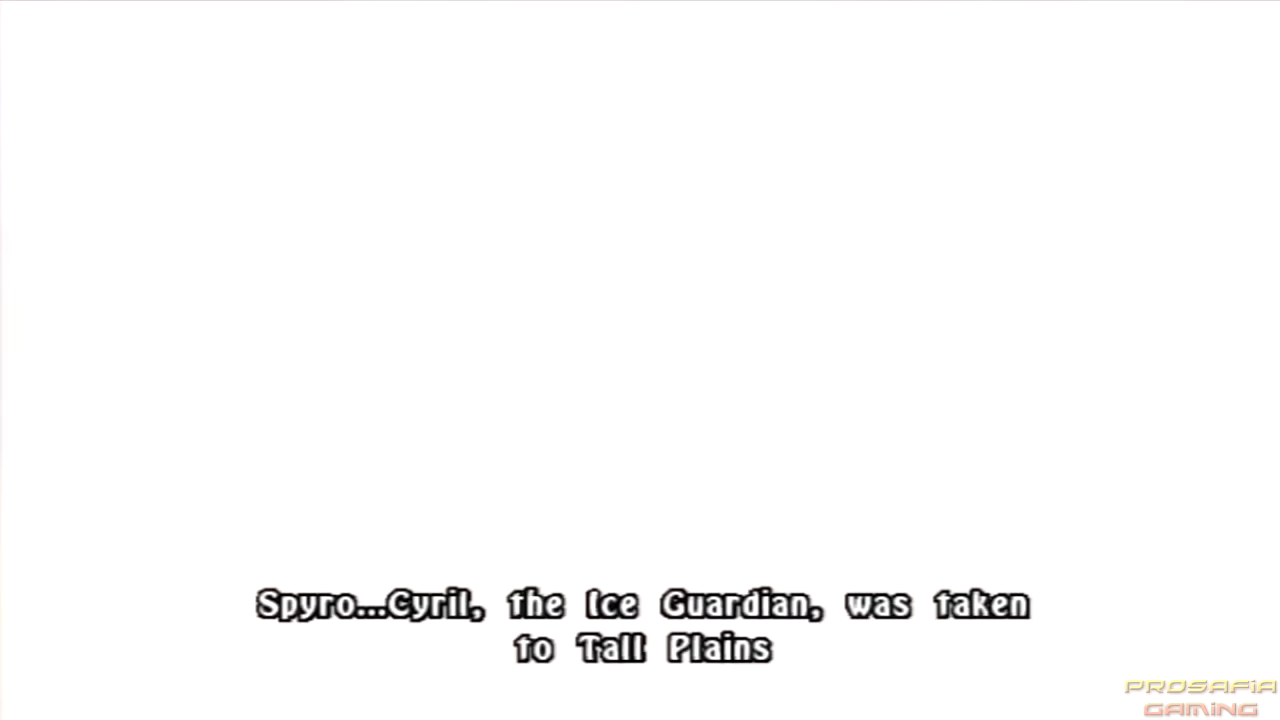 Spyro...Cyril, the Ice Guardian, was taken
to Tall Plains
PROSAFiA
GAMiNG